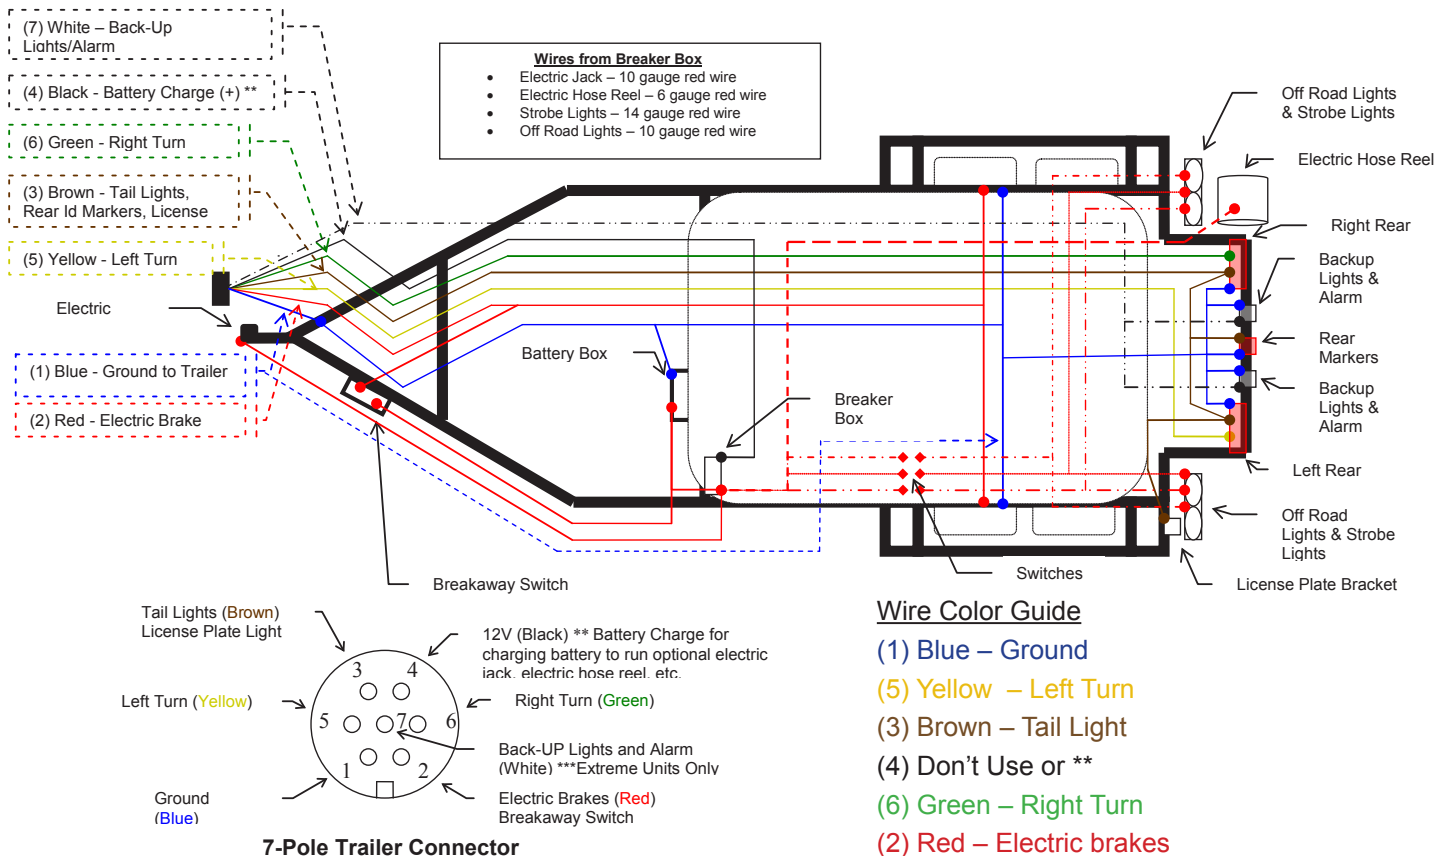 (7) White – Back-Up
Lights/Alarm
(4) Black - Battery Charge (+) **
(6) Green - Right Turn
(3) Brown - Tail Lights,
Rear Id Markers, License
(5) Yellow - Left Turn
Electric
(1) Blue - Ground to Trailer
(2) Red - Electric Brake
Wires from Breaker Box
• Electric Jack – 10 gauge red wire
• Electric Hose Reel – 6 gauge red wire
• Strobe Lights – 14 gauge red wire
• Off Road Lights – 10 gauge red wire
Off Road Lights
& Strobe Lights
Electric Hose Reel
Right Rear
Backup
Lights &
Alarm
Rear
Markers
Backup
Lights &
Alarm
Left Rear
Off Road
Lights & Strobe
Lights
License Plate Bracket
Battery Box
Breaker
Box
Switches
Breakaway Switch
Tail Lights (Brown)
License Plate Light
12V (Black) ** Battery Charge for
charging battery to run optional electric
jack, electric hose reel, etc.
Left Turn (Yellow)
Right Turn (Green)
3 4
5 7 6
1 2
Back-UP Lights and Alarm
(White) ***Extreme Units Only
Ground
(Blue)
Electric Brakes (Red)
Breakaway Switch
7-Pole Trailer Connector
Wire Color Guide
(1) Blue – Ground
(5) Yellow – Left Turn
(3) Brown – Tail Light
(4) Don't Use or **
(6) Green – Right Turn
(2) Red – Electric brakes